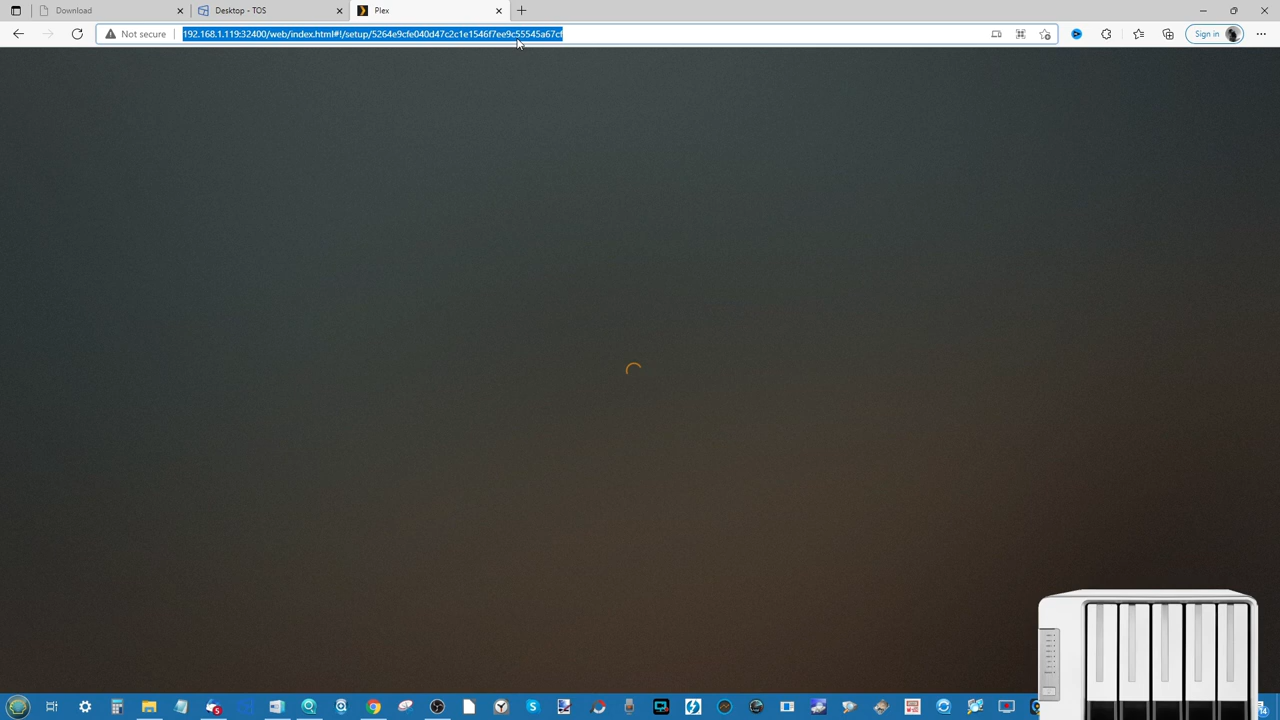 Download
Desktop - TOS
Plex
Not secure
192.168.1.119:32400/web/index.html#!/setup/5264e9cfe040d47c2c1e1546f7ee9c55545a67cf
Sign in